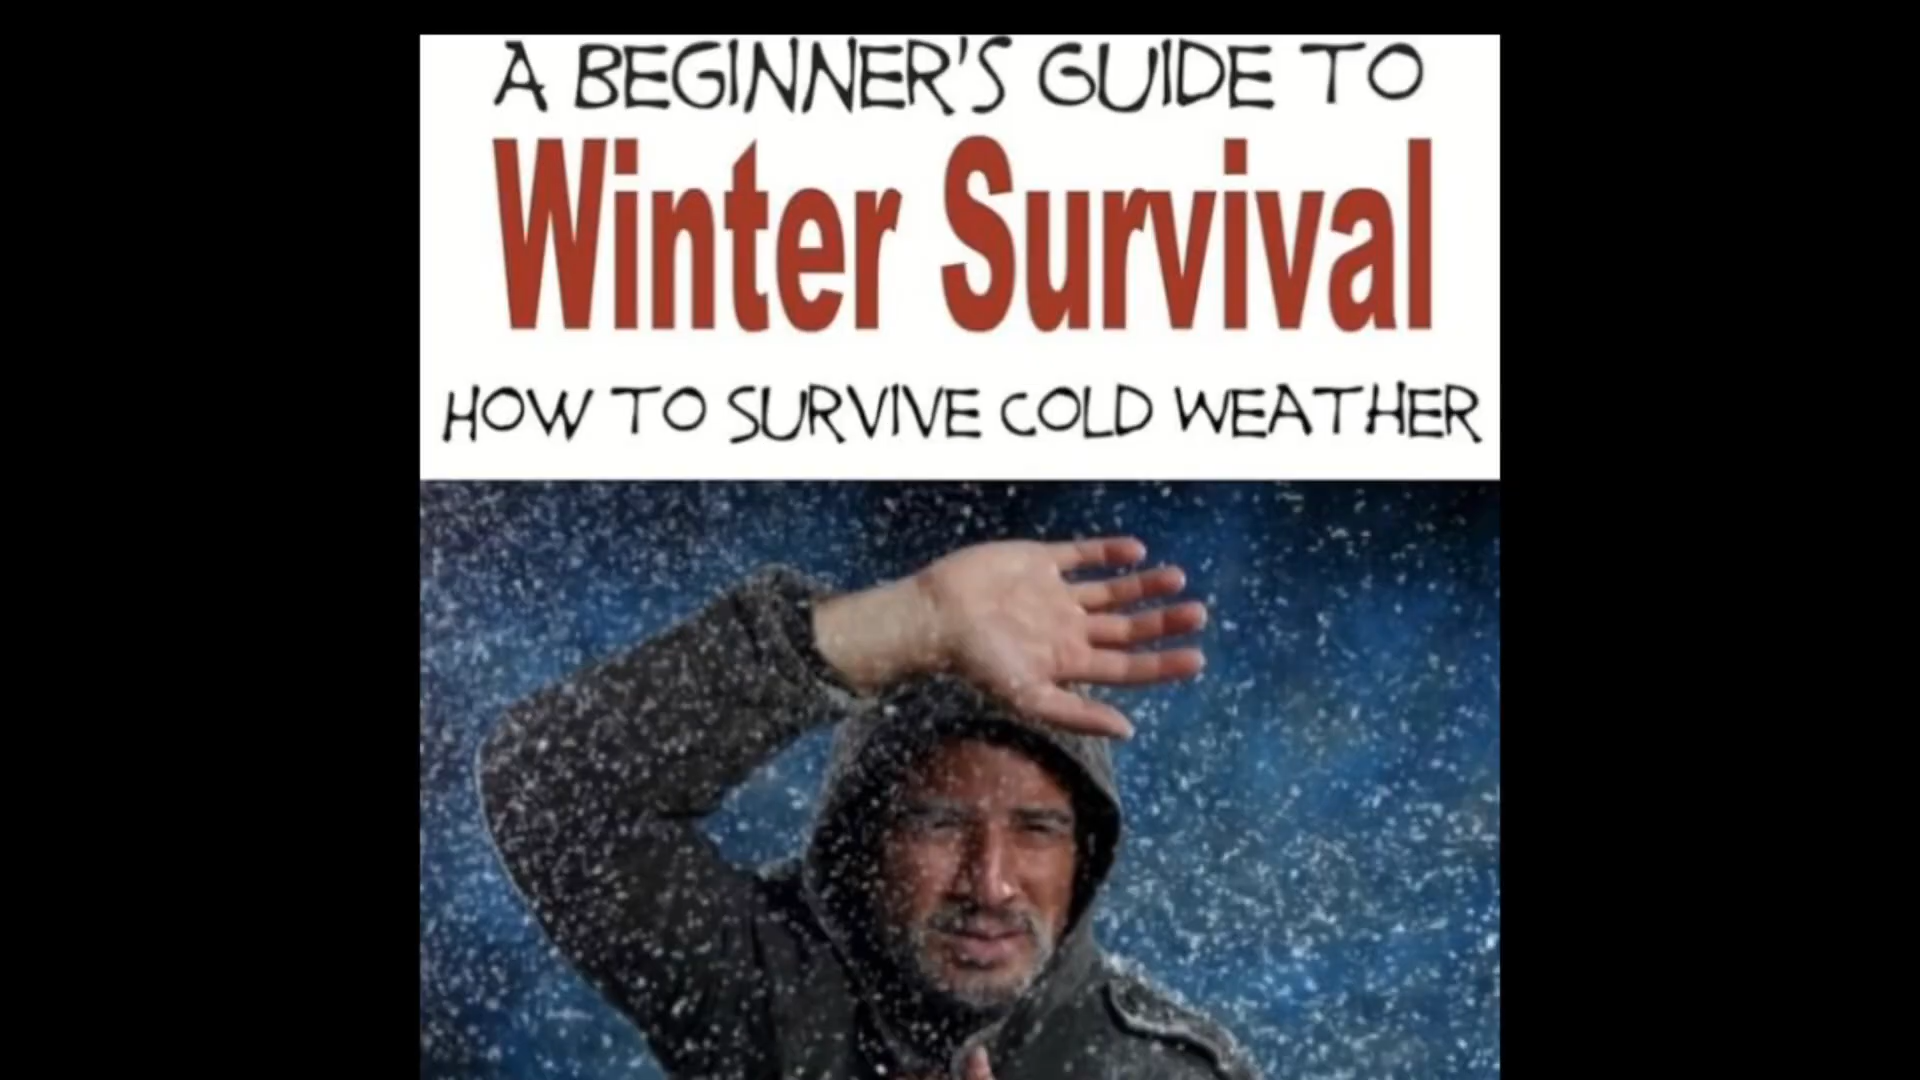 A BEGINNER'S GUIDE TO
Winter Survival
HOW TO SURVIVE COLD WEATHER